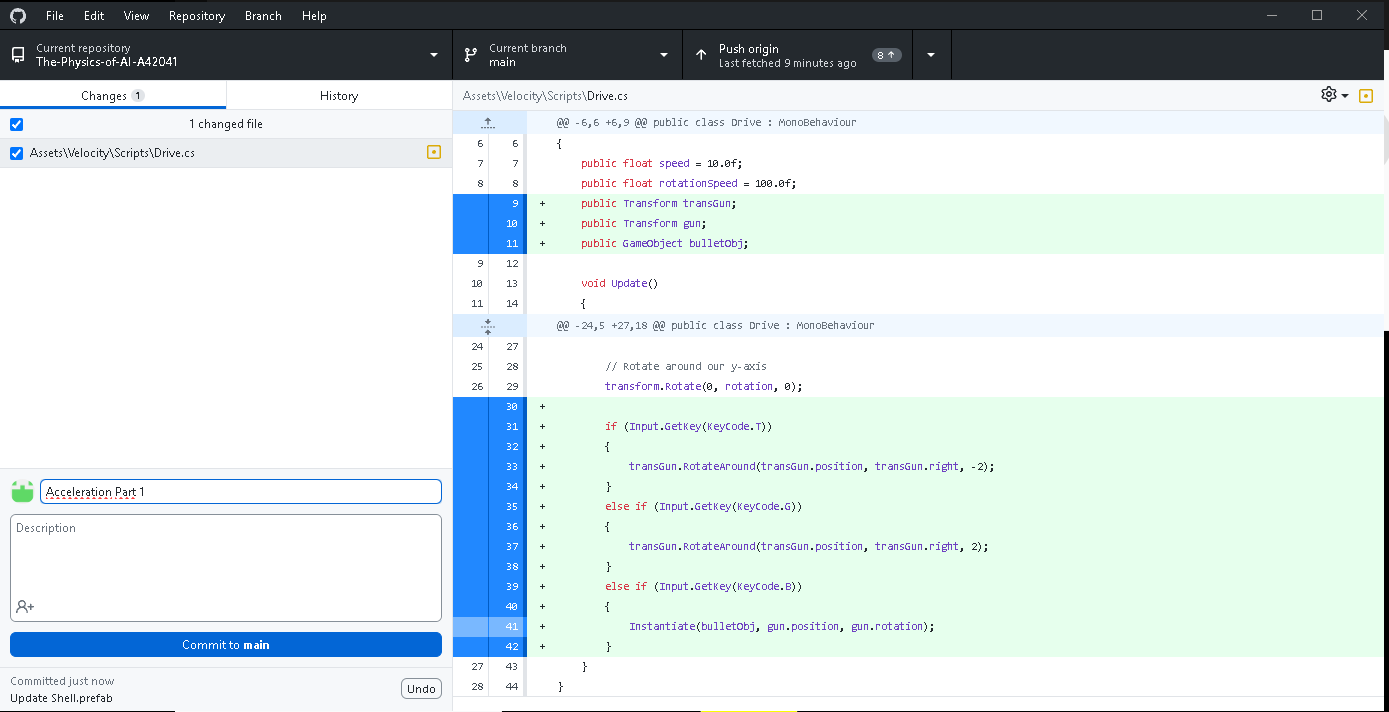 File Edit View Repository Branch Help
Current repository
The-Physics-of-AI-A42041
Current branch
main
Push origin
Last fetched 9 minutes ago
8
Changes 1
History
1 changed file
Assets\Velocity\Scripts\Drive.cs
Acceleration Part 1
Description
Commit to main
Committed just now
Update Shell.prefab
Undo
Assets\Velocity\Scripts\Drive.cs
@@ -6,6 +6,9 @@ public class Drive : MonoBehaviour
6 6 {
7 7 public float speed = 10.0f;
8 8 public float rotationSpeed = 100.0f;
9 + public Transform transGun;
10 + public Transform gun;
11 + public GameObject bulletObj;
9 12
10 13 void Update()
11 14 {
@@ -24,5 +27,18 @@ public class Drive : MonoBehaviour
24 27
25 28 // Rotate around our y-axis
26 29 transform.Rotate(0, rotation, 0);
30 +
31 + if (Input.GetKey(KeyCode.T))
32 + {
33 + transGun.RotateAround(transGun.position, transGun.right, -2);
34 + }
35 + else if (Input.GetKey(KeyCode.G))
36 + {
37 + transGun.RotateAround(transGun.position, transGun.right, 2);
38 + }
39 + else if (Input.GetKey(KeyCode.B))
40 + {
41 + Instantiate(bulletObj, gun.position, gun.rotation);
42 + }
27 43 }
28 44 }